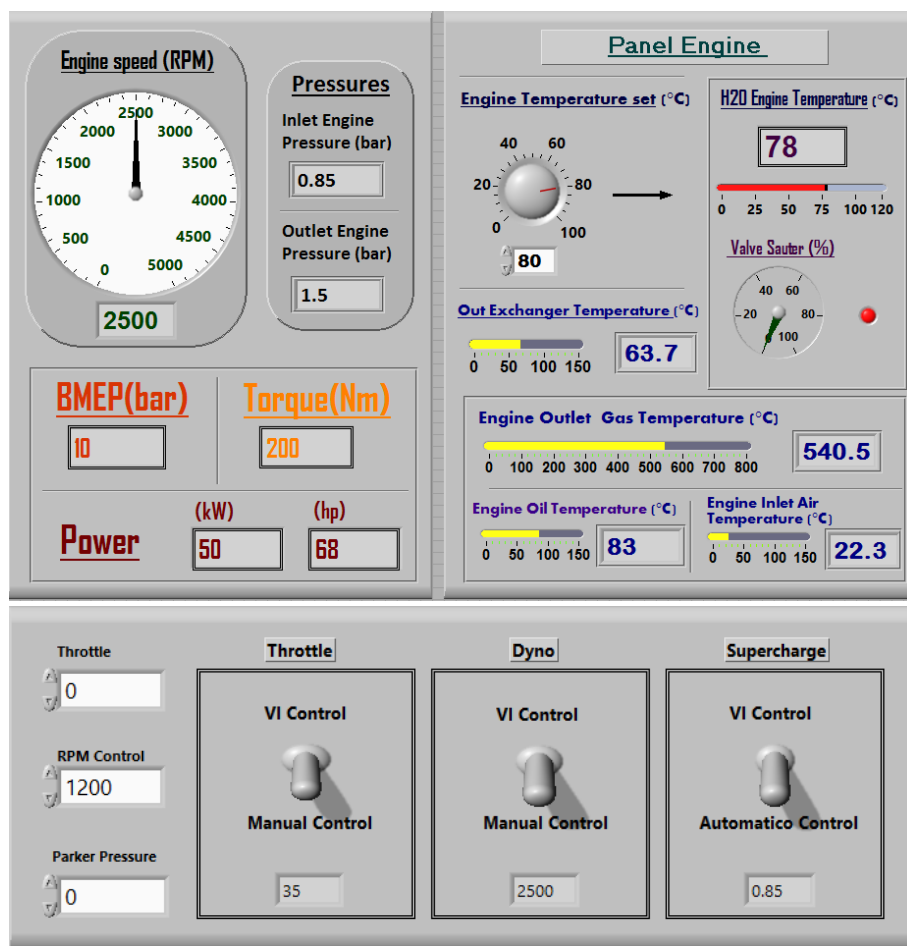 Engine speed (RPM)
2500
2000 3000
1500 3500
1000 4000
500 4500
0 5000
2500
Pressures
Inlet Engine
Pressure (bar)
0.85
Outlet Engine
Pressure (bar)
1.5
BMEP(bar)
10
Torque(Nm)
200
Power
(kW)
50
(hp)
68
Panel Engine
Engine Temperature set (°C)
40 60
20 80
0 100
80
H2O Engine Temperature (°C)
78
0 25 50 75 100 120
Valve Sauter (%)
40 60
20 80
100
Out Exchanger Temperature (°C)
0 50 100 150
63.7
Engine Outlet Gas Temperature (°C)
0 100 200 300 400 500 600 700 800
540.5
Engine Oil Temperature (°C)
0 50 100 150
83
Engine Inlet Air
Temperature (°C)
0 50 100 150
22.3
Throttle
0
RPM Control
1200
Parker Pressure
0
Throttle
VI Control
Manual Control
35
Dyno
VI Control
Manual Control
2500
Supercharge
VI Control
Automatico Control
0.85